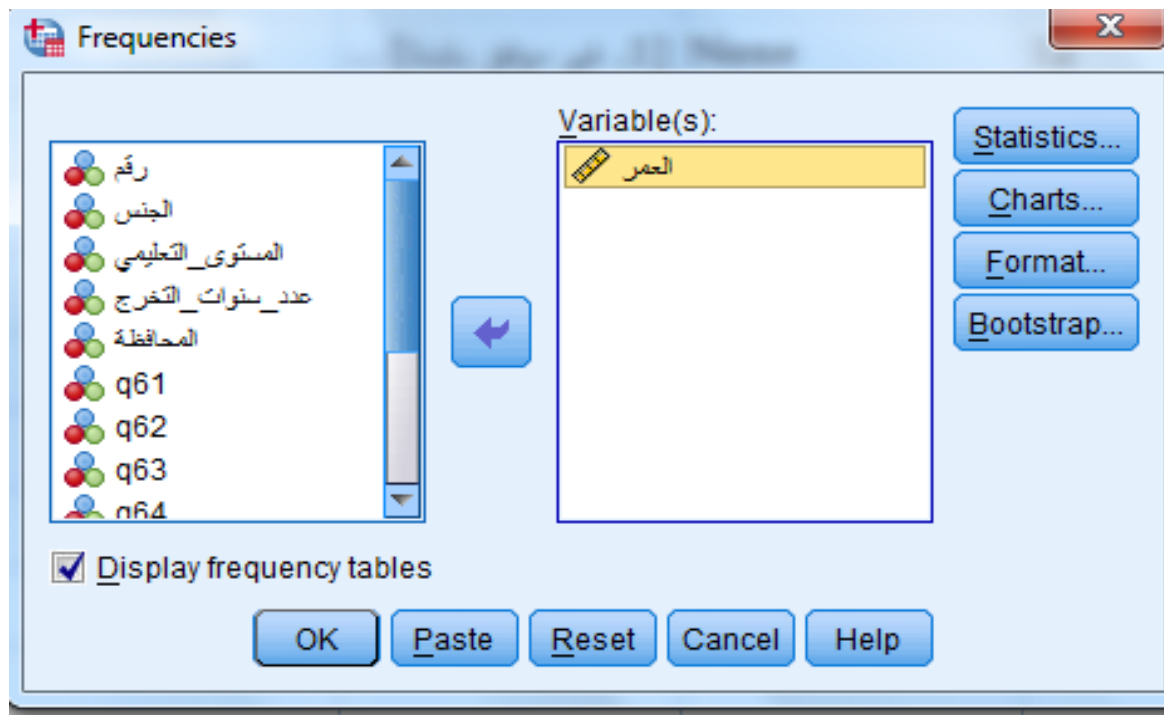 Frequencies
Variable(s):
رقم
الجنس
المستوى_التعليمي
عدد_سنوات_التخرج
المحافظة
q61
q62
q63
q64
العمر
Statistics...
Charts...
Format...
Bootstrap...
Display frequency tables
OK
Paste
Reset
Cancel
Help